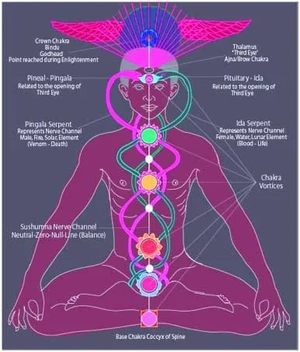 Crown Chakra
Bindu
Godhead
Point reached during Enlightenment
Thalamus
"Third Eye"
Ajna/Brow Chakra
Pineal - Pingala
Related to the opening of
Third Eye
Pituitary - Ida
Related to the opening of
Third Eye
Pingala Serpent
Represents Nerve Channel
Male, Fire, Solus Element
(Venom - Death)
Ida Serpent
Represents Nerve Channel
Female, Water, Lunar Element
(Blood - Life)
Chakra
Vortices
Sushumna Nerve Channel
Neutral-Zero-Null-Line (Balance)
Base Chakra Coccyx of Spine